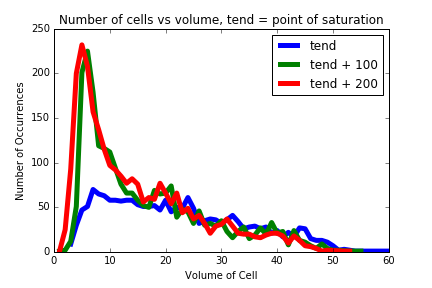 Number of cells vs volume, tend = point of saturation
250
200
150
100
50
0
Number of Occurrences
tend
tend + 100
tend + 200
0 10 20 30 40 50 60
Volume of Cell